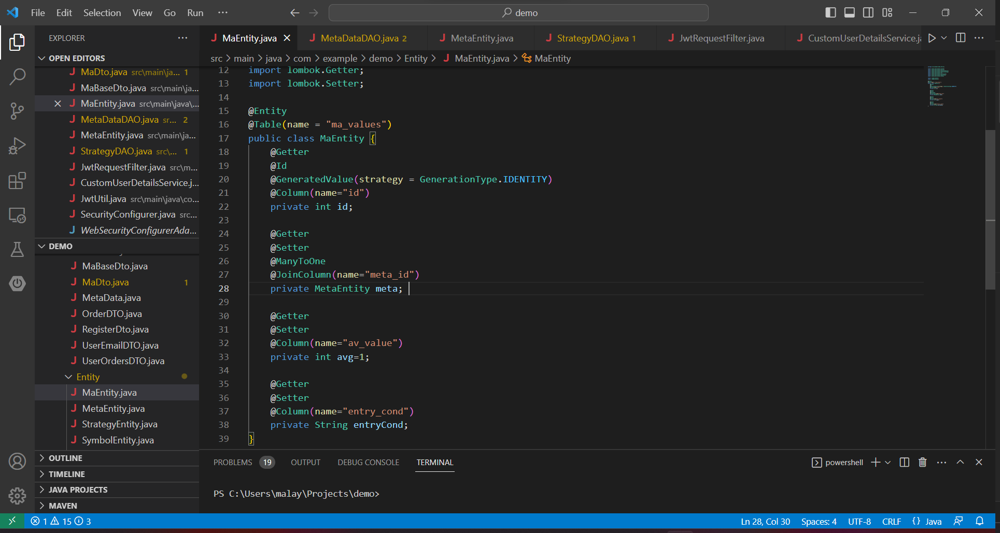 File Edit Selection View Go Run ···
demo
EXPLORER
OPEN EDITORS
MaDto.java src\main\ja... 1
MaBaseDto.java src\main\ja...
MaEntity.java src\main\java\...
MetaDataDAO.java sr... 2
MetaEntity.java src\main\ja...
StrategyDAO.java src\... 1
JwtRequestFilter.java src\m...
CustomUserDetailsService.j...
JwtUtil.java src\main\java\co...
SecurityConfigurer.java src...
WebSecurityConfigurerAda...
DEMO
MaBaseDto.java
MaDto.java 1
MetaData.java
OrderDTO.java
RegisterDto.java
UserEmailDTO.java
UserOrdersDTO.java
Entity
MaEntity.java
MetaEntity.java
StrategyEntity.java
SymbolEntity.java
OUTLINE
TIMELINE
JAVA PROJECTS
MAVEN
MaEntity.java MetaDataDAO.java 2 MetaEntity.java StrategyDAO.java 1 JwtRequestFilter.java CustomUserDetailsService.ja
src > main > java > com > example > demo > Entity > MaEntity.java > MaEntity
12 import lombok.Getter;
13 import lombok.Setter;
14
15 @Entity
16 @Table(name = "ma_values")
17 public class MaEntity {
18 @Getter
19 @Id
20 @GeneratedValue(strategy = GenerationType.IDENTITY)
21 @Column(name="id")
22 private int id;
23
24 @Getter
25 @Setter
26 @ManyToOne
27 @JoinColumn(name="meta_id")
28 private MetaEntity meta;
29
30 @Getter
31 @Setter
32 @Column(name="av_value")
33 private int avg=1;
34
35 @Getter
36 @Setter
37 @Column(name="entry_cond")
38 private String entryCond;
39 }
PROBLEMS 19 OUTPUT DEBUG CONSOLE TERMINAL
powershell
PS C:\Users\malay\Projects\demo>
1 15 3
Ln 28, Col 30 Spaces: 4 UTF-8 CRLF {} Java